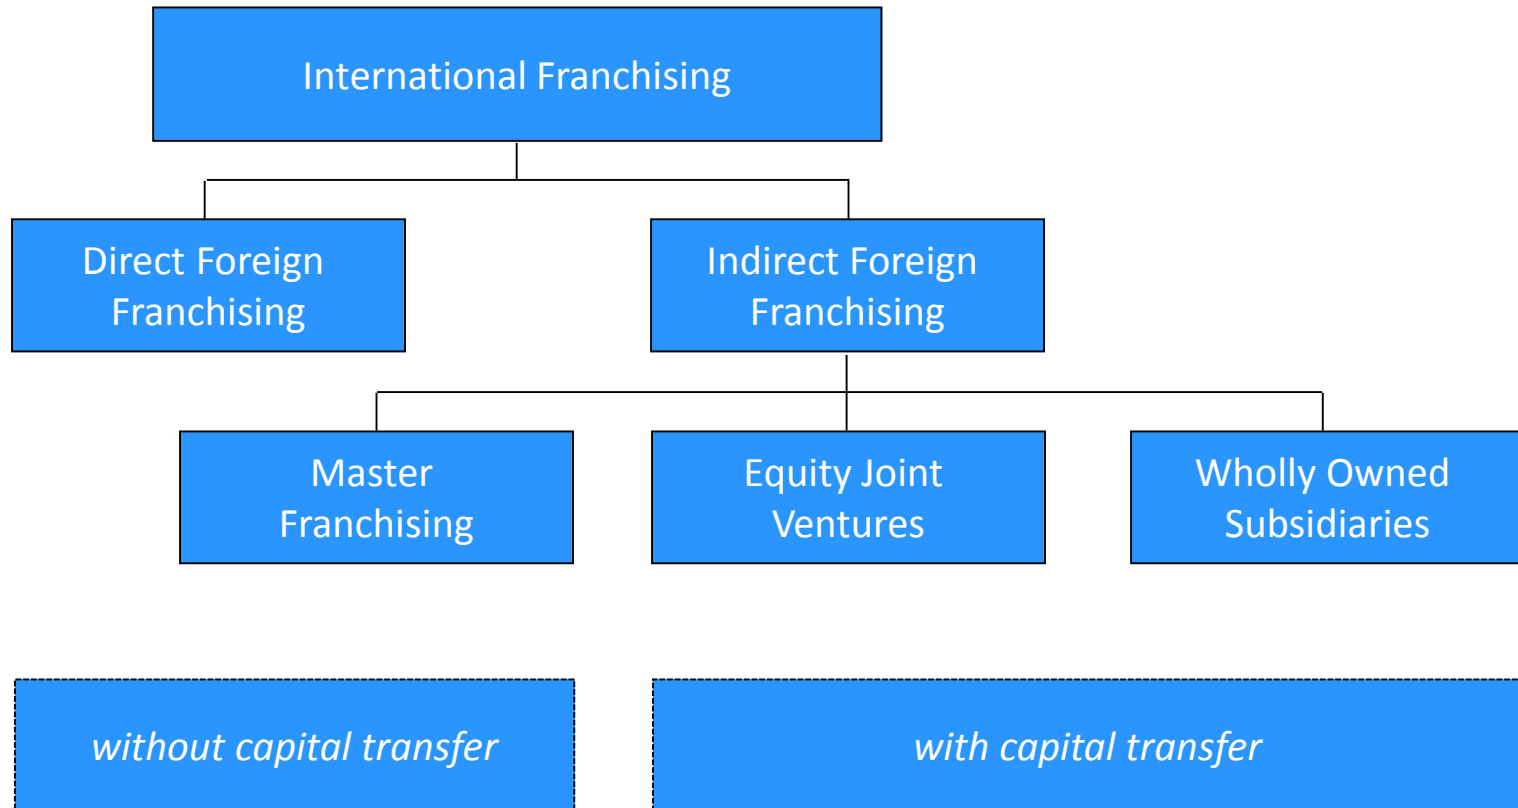 International Franchising
Direct Foreign
Franchising
Indirect Foreign
Franchising
Master
Franchising
Equity Joint
Ventures
Wholly Owned
Subsidiaries
without capital transfer
with capital transfer